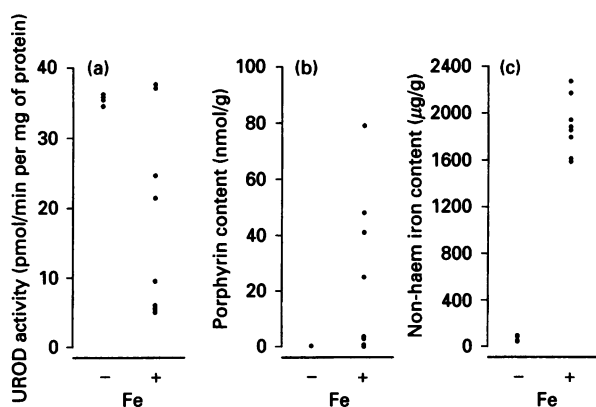 (a)
UROD activity (pmol/min per mg of protein)
40
30
20
10
0
− +
Fe
(b)
Porphyrin content (nmol/g)
100
80
60
40
20
0
− +
Fe
(c)
Non-haem iron content (µg/g)
2400
2000
1600
1200
800
400
0
− +
Fe